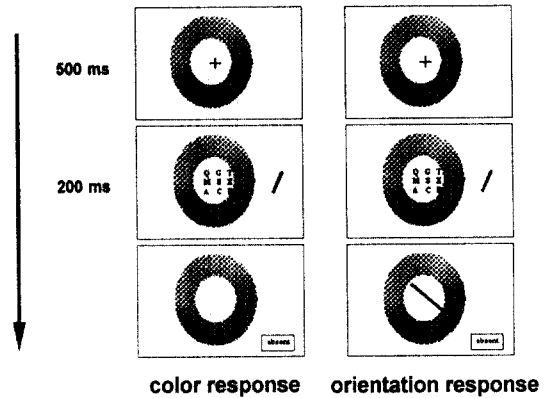 500 ms
+
+
200 ms
Q G T
M S X
A C
Q G T
M S X
A C
absent
absent
color response
orientation response